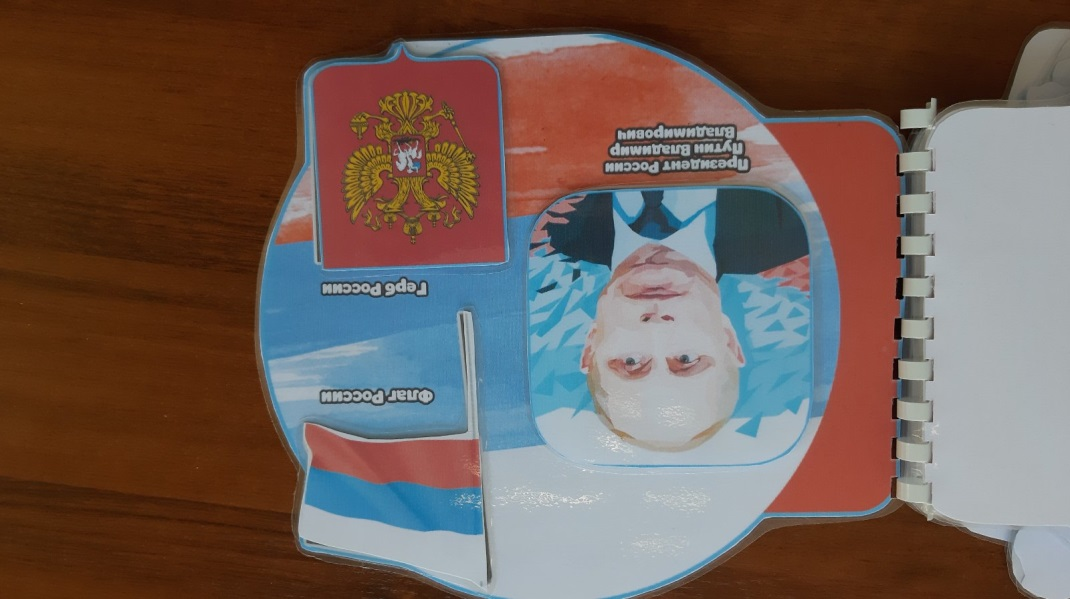 Флаг России
Герб России
Президент России
Путин Владимир
Владимирович